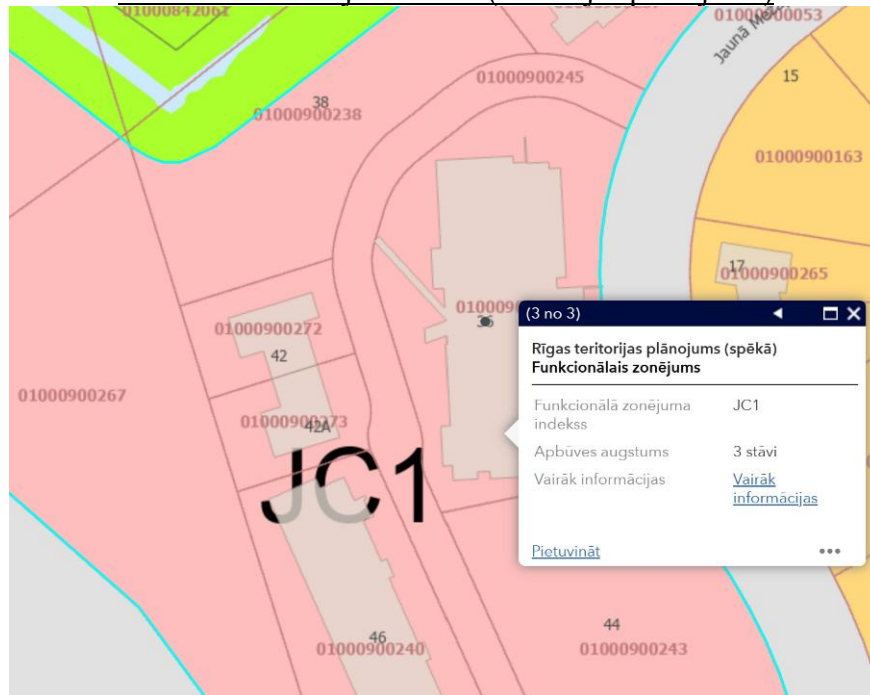 01000842061
01000900053
Jaunā
15
01000900245
38
01000900238
01000900163
17
01000900265
(3 no 3)
Rīgas teritorijas plānojums (spēkā)
Funkcionālais zonējums
Funkcionālā zonējuma
indekss
JC1
Apbūves augstums
3 stāvi
Vairāk informācijas
Vairāk
informācijas
Pietuvināt
36
01000900272
42
01000900267
01000900273
42A
JC1
46
01000900240
44
01000900243